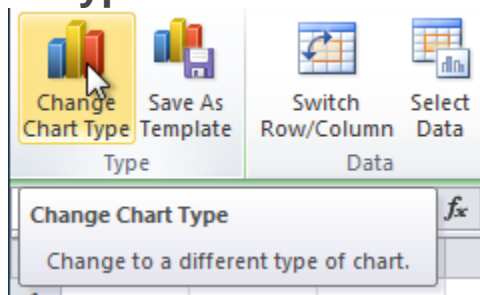 Change Chart Type
Save As Template
Switch Row/Column
Select Data
Type
Data
Change Chart Type
fx
Change to a different type of chart.